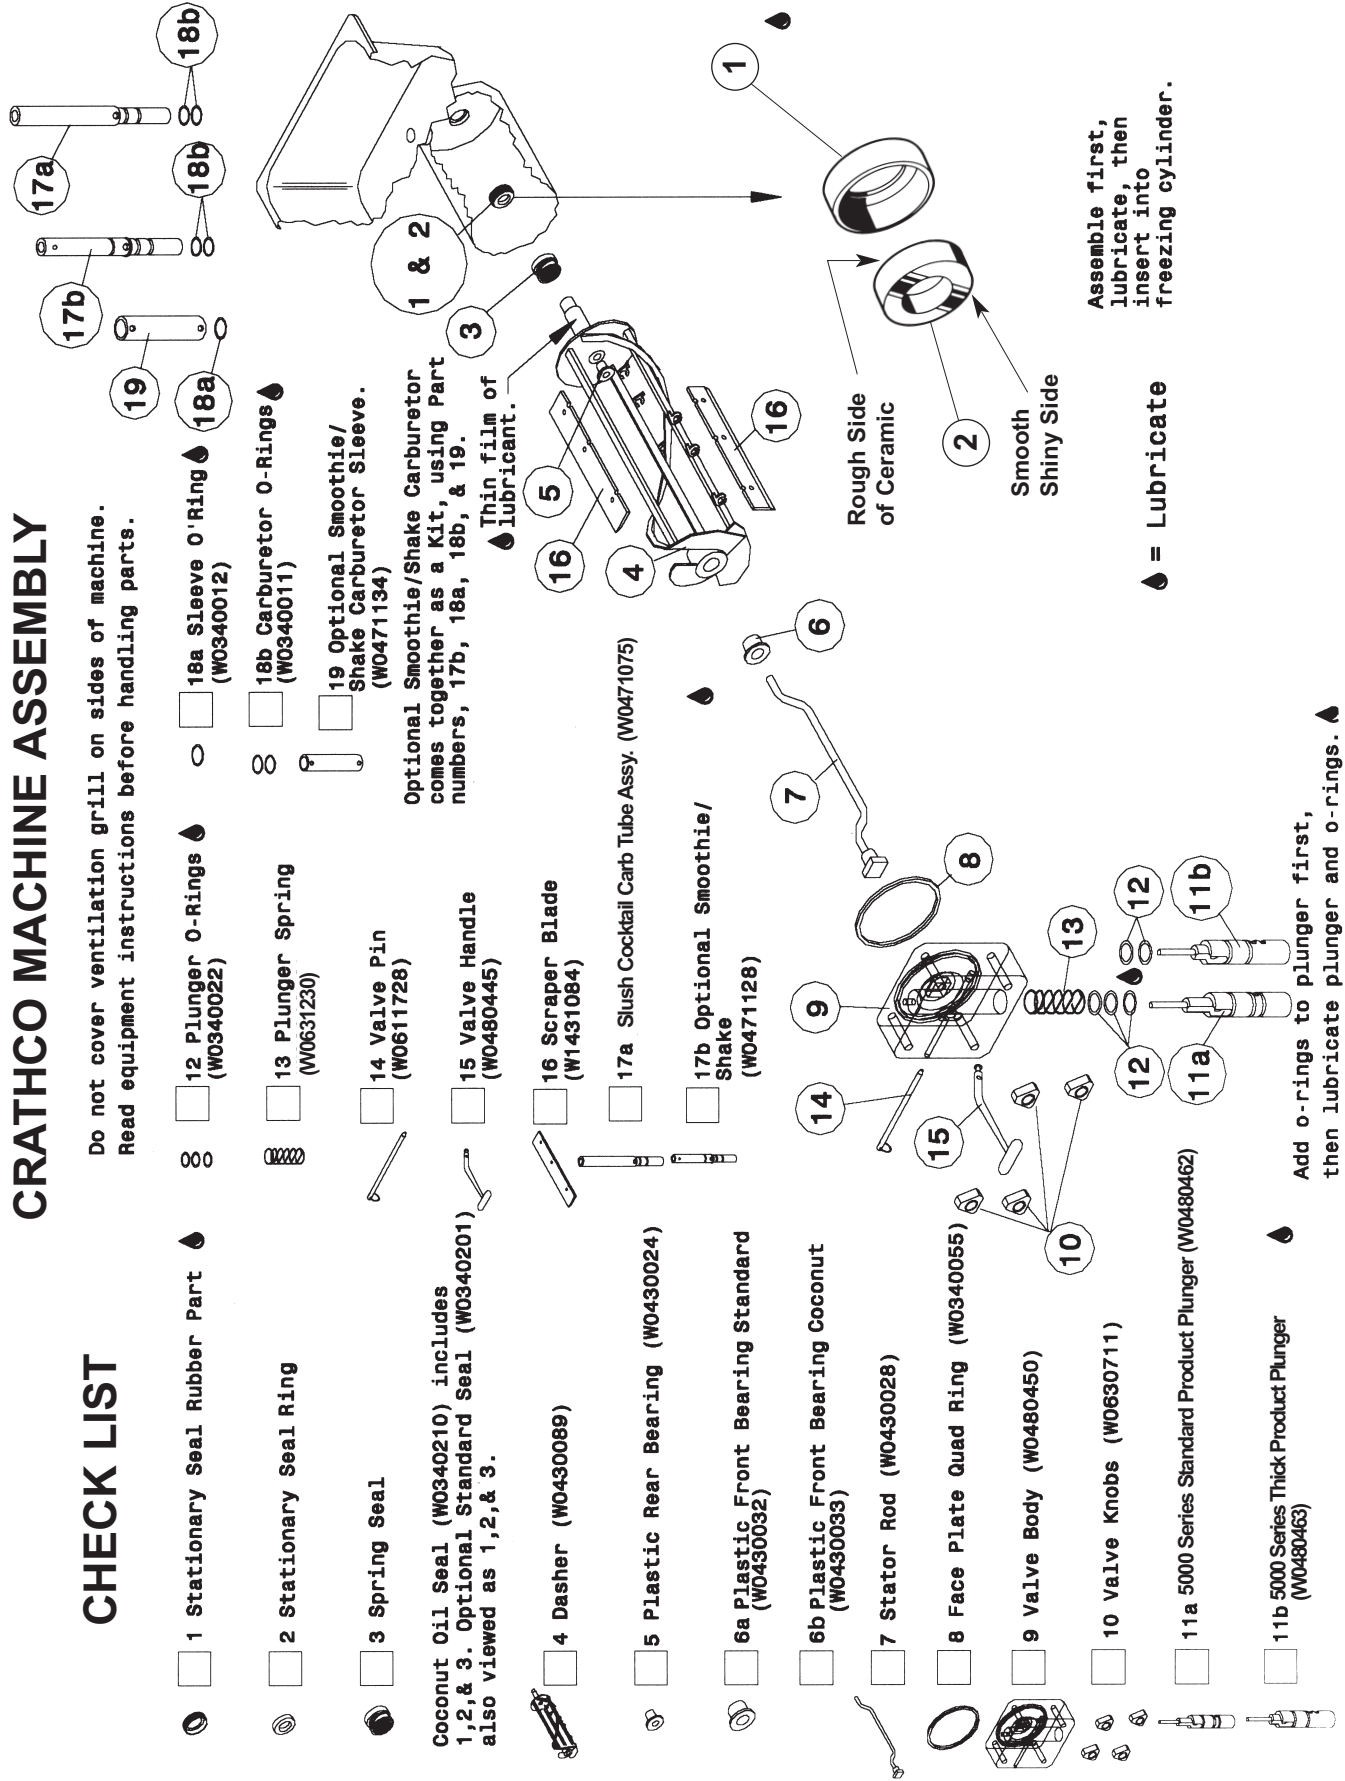 CRATHCO MACHINE ASSEMBLY
CHECK LIST
Do not cover ventilation grill on sides of machine.
Read equipment instructions before handling parts.
1 Stationary Seal Rubber Part
2 Stationary Seal Ring
3 Spring Seal
Coconut Oil Seal (W0340210) includes
1,2,& 3. Optional Standard Seal (W0340201)
also viewed as 1,2,& 3.
4 Dasher (W0430089)
5 Plastic Rear Bearing (W0430024)
6a Plastic Front Bearing Standard
(W0430032)
6b Plastic Front Bearing Coconut
(W0430033)
7 Stator Rod (W0430028)
8 Face Plate Quad Ring (W0340055)
9 Valve Body (W0480450)
10 Valve Knobs (W0630711)
11a 5000 Series Standard Product Plunger (W0480462)
11b 5000 Series Thick Product Plunger
(W0480463)
12 Plunger O-Rings
(W0340022)
13 Plunger Spring
(W0631230)
14 Valve Pin
(W0611728)
15 Valve Handle
(W0480445)
16 Scraper Blade
(W1431084)
17a Slush Cocktail Carb Tube Assy. (W0471075)
17b Optional Smoothie/
Shake
(W0471128)
18a Sleeve O'Ring
(W0340012)
18b Carburetor O-Rings
(W0340011)
19 Optional Smoothie/
Shake Carburetor Sleeve.
(W0471134)
Optional Smoothie/Shake Carburetor
comes together as a Kit, using Part
numbers, 17b, 18a, 18b, & 19.
Thin film of
lubricant.
17a
18b
17b
18b
19
18a
1 & 2
3
5
16
4
16
1
2
Rough Side
of Ceramic
Smooth
Shiny Side
Assemble first,
lubricate, then
insert into
freezing cylinder.
= Lubricate
6
7
8
9
14
15
10
13
12
12
11a
11b
Add o-rings to plunger first,
then lubricate plunger and o-rings.